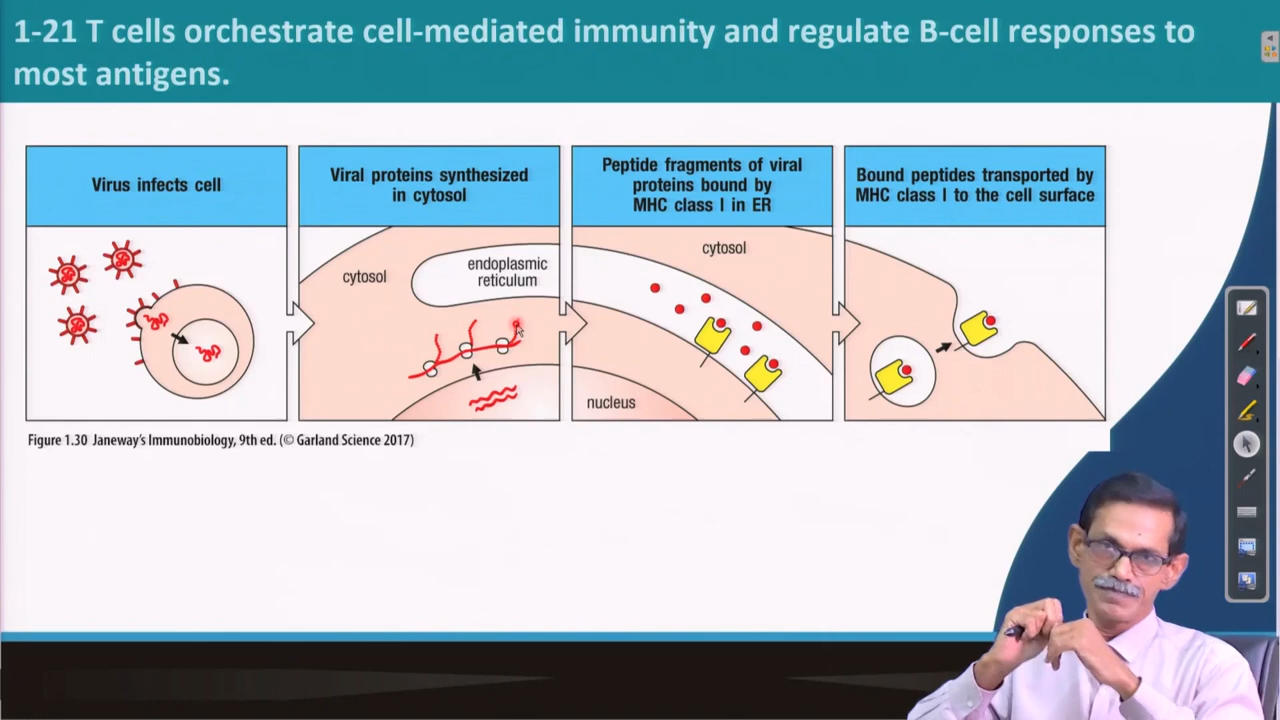 1-21 T cells orchestrate cell-mediated immunity and regulate B-cell responses to
most antigens.
Virus infects cell
Viral proteins synthesized
in cytosol
Peptide fragments of viral
proteins bound by
MHC class I in ER
Bound peptides transported by
MHC class I to the cell surface
cytosol
endoplasmic
reticulum
cytosol
nucleus
Figure 1.30 Janeway's Immunobiology, 9th ed. (© Garland Science 2017)